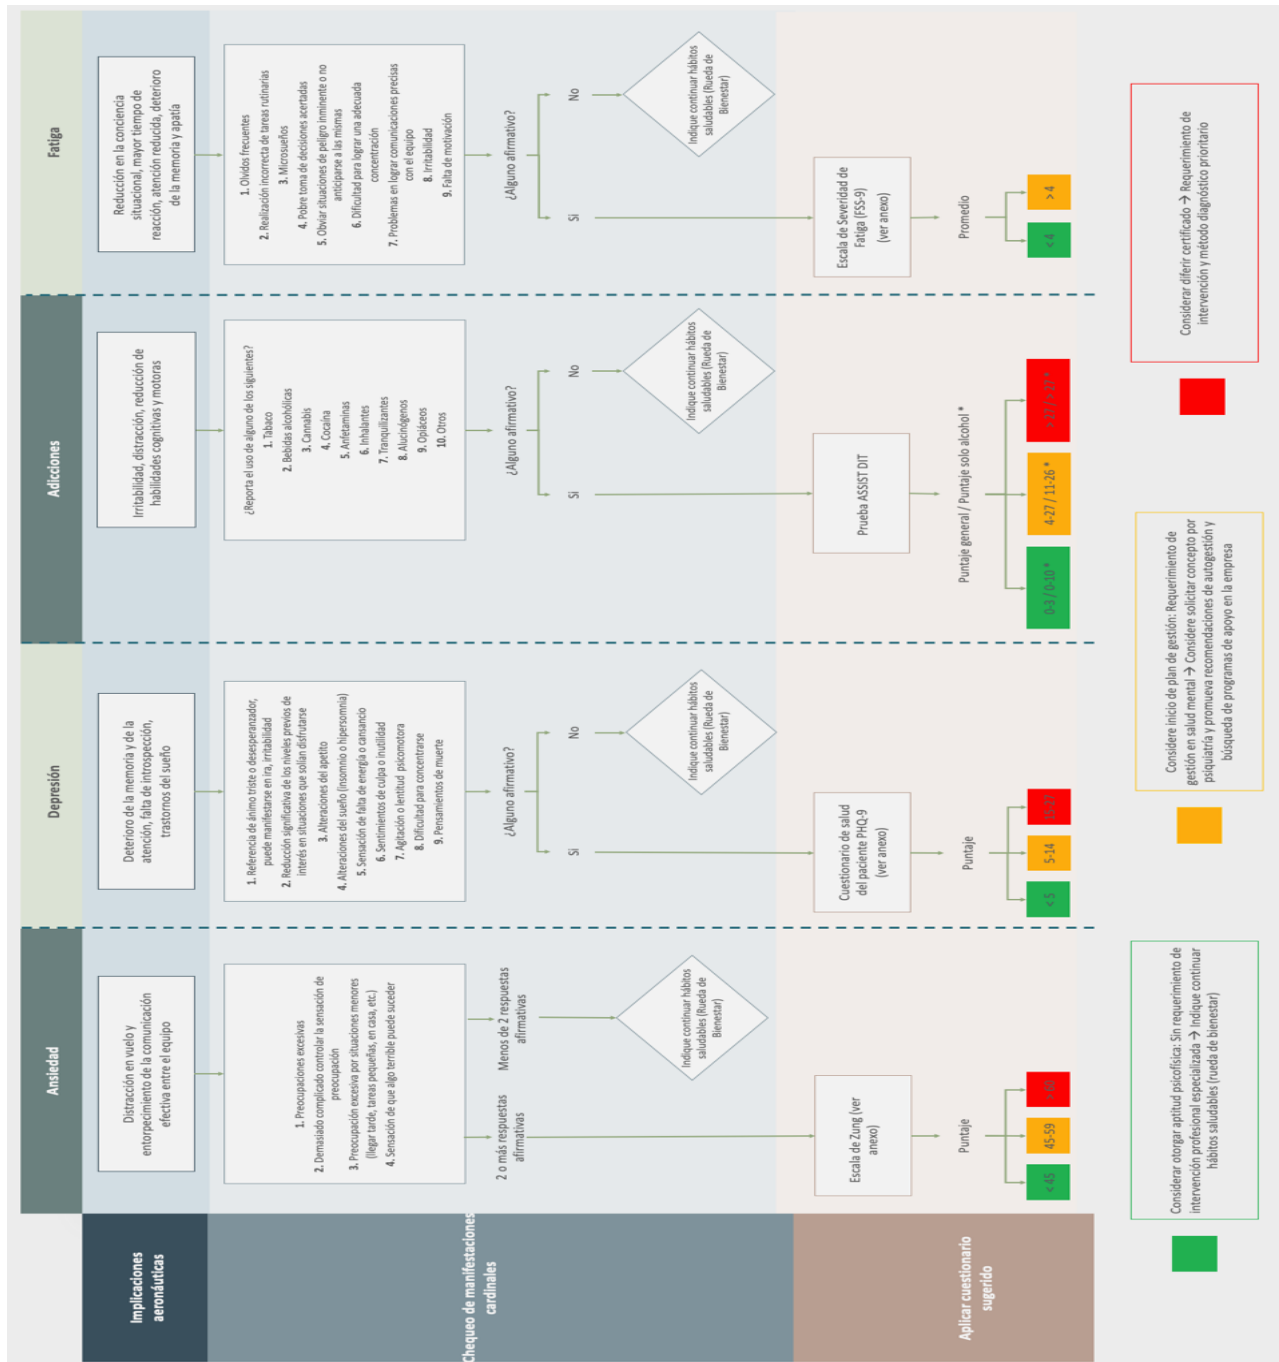 Ansiedad
Depresión
Adicciones
Fatiga
Implicaciones
aeronáuticas
Distracción en vuelo y
entorpecimiento de la comunicación
efectiva entre el equipo
Deterioro de la memoria y de la
atención, falta de introspección,
trastornos del sueño
Irritabilidad, distracción, reducción de
habilidades cognitivas y motoras
Reducción en la conciencia
situacional, mayor tiempo de
reacción, atención reducida, deterioro
de la memoria y apatía
Chequeo de manifestaciones
cardinales
1. Preocupaciones excesivas
2. Demasiado complicado controlar la sensación de
preocupación
3. Preocupación excesiva por situaciones menores
(llegar tarde, tareas pequeñas, en casa, etc.)
4. Sensación de que algo terrible puede suceder
2 o más respuestas
afirmativas
Menos de 2 respuestas
afirmativas
Indique continuar hábitos
saludables (Rueda de
Bienestar)
1. Referencia de ánimo triste o desesperanzador,
puede manifestarse en ira, irritabilidad
2. Reducción significativa de los niveles previos de
interés en situaciones que solían disfrutarse
3. Alteraciones del apetito
4. Alteraciones del sueño (insomnio o hipersomnia)
5. Sensación de falta de energía o cansancio
6. Sentimientos de culpa o inutilidad
7. Agitación o lentitud psicomotora
8. Dificultad para concentrarse
9. Pensamientos de muerte
¿Alguno afirmativo?
Si
No
Indique continuar hábitos
saludables (Rueda de
Bienestar)
¿Reporta el uso de alguno de los siguientes?
1. Tabaco
2. Bebidas alcohólicas
3. Cannabis
4. Cocaína
5. Anfetaminas
6. Inhalantes
7. Tranquilizantes
8. Alucinógenos
9. Opiáceos
10. Otros
¿Alguno afirmativo?
Si
No
Indique continuar hábitos
saludables (Rueda de
Bienestar)
1. Olvidos frecuentes
2. Realización incorrecta de tareas rutinarias
3. Microsueños
4. Pobre toma de decisiones acertadas
5. Obviar situaciones de peligro inminente o no
anticiparse a las mismas
6. Dificultad para lograr una adecuada
concentración
7. Problemas en lograr comunicaciones precisas
con el equipo
8. Irritabilidad
9. Falta de motivación
¿Alguno afirmativo?
Si
No
Indique continuar hábitos
saludables (Rueda de
Bienestar)
Aplicar cuestionario
sugerido
Escala de Zung (ver
anexo)
Puntaje
< 45
45-59
> 60
Cuestionario de salud
del paciente PHQ-9
(ver anexo)
Puntaje
< 5
5-14
15-27
Prueba ASSIST DIT
Puntaje general / Puntaje sólo alcohol *
0-3 / 0-10 *
4-27 / 11-26 *
>27 / > 27 *
Escala de Severidad de
Fatiga (FSS-9)
(ver anexo)
Promedio
< 4
> 4
Considerar otorgar aptitud psicofísica: Sin requerimiento de
intervención profesional especializada → Indique continuar
hábitos saludables (rueda de bienestar)
Considere inicio de plan de gestión: Requerimiento de
gestión en salud mental → Considere solicitar concepto por
psiquiatría y promueva recomendaciones de autogestión y
búsqueda de programas de apoyo en la empresa
Considerar diferir certificado → Requerimiento de
intervención y método diagnóstico prioritario